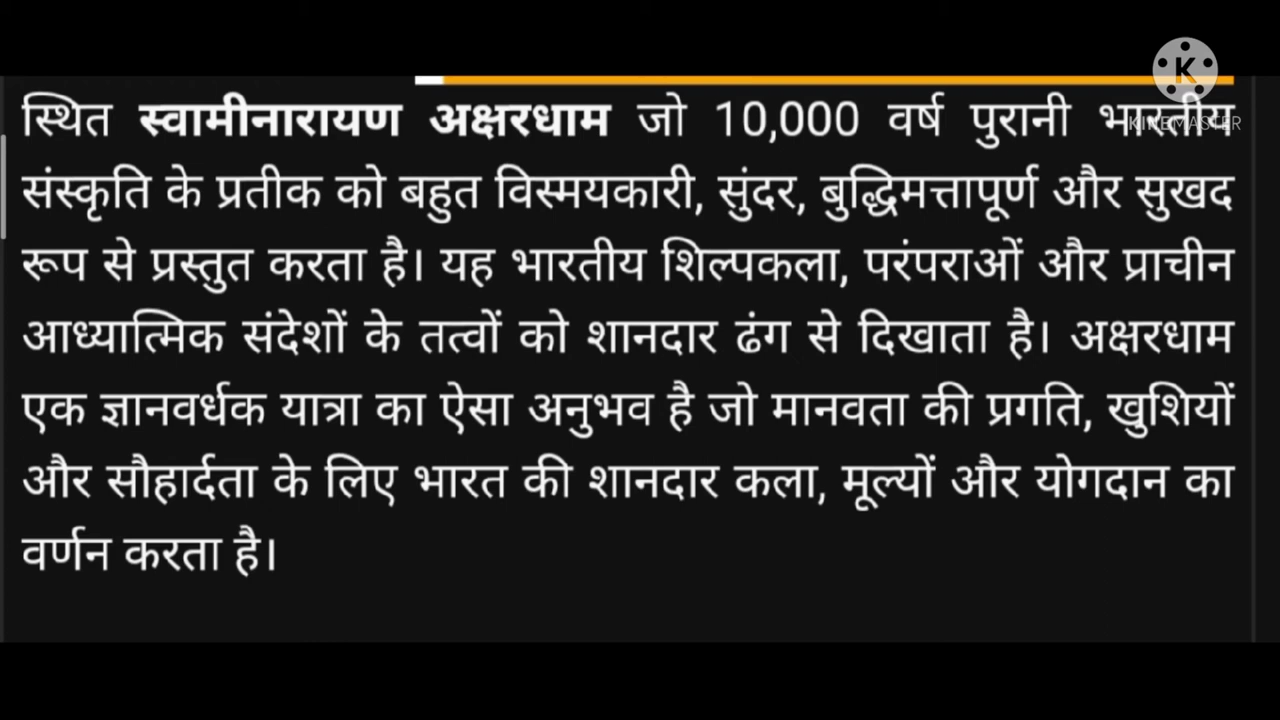 K
KINEMASTER
स्थित स्वामीनारायण अक्षरधाम जो 10,000 वर्ष पुरानी भारतीय
संस्कृति के प्रतीक को बहुत विस्मयकारी, सुंदर, बुद्धिमत्तापूर्ण और सुखद
रूप से प्रस्तुत करता है। यह भारतीय शिल्पकला, परंपराओं और प्राचीन
आध्यात्मिक संदेशों के तत्वों को शानदार ढंग से दिखाता है। अक्षरधाम
एक ज्ञानवर्धक यात्रा का ऐसा अनुभव है जो मानवता की प्रगति, खुशियों
और सौहार्दता के लिए भारत की शानदार कला, मूल्यों और योगदान का
वर्णन करता है।